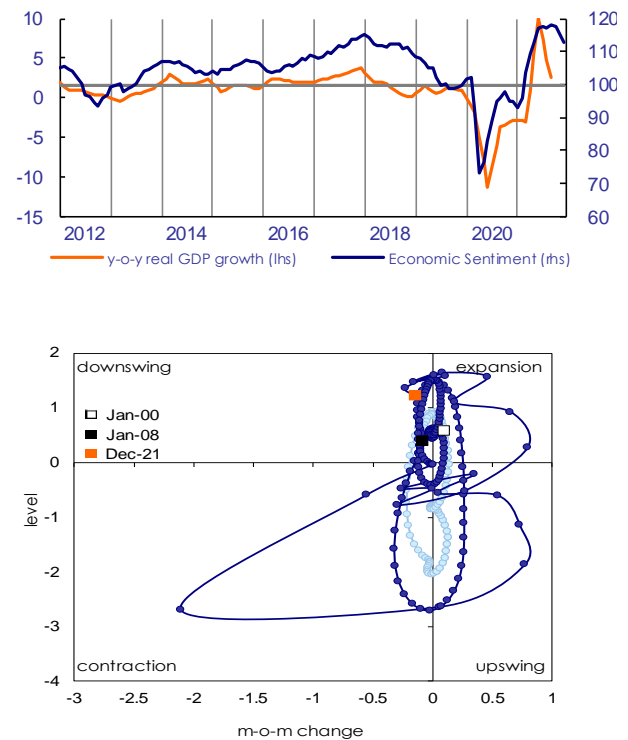 10 120
5 110
0 100
-5 90
-10 80
70
-15 60
2012 2014 2016 2018 2020
y-o-y real GDP growth (lhs) Economic Sentiment (rhs)
2
downswing expansion
1
Jan-00
Jan-08
Dec-21
0
level
-1
-2
-3
contraction upswing
-4
-3 -2.5 -2 -1.5 -1 -0.5 0 0.5 1
m-o-m change